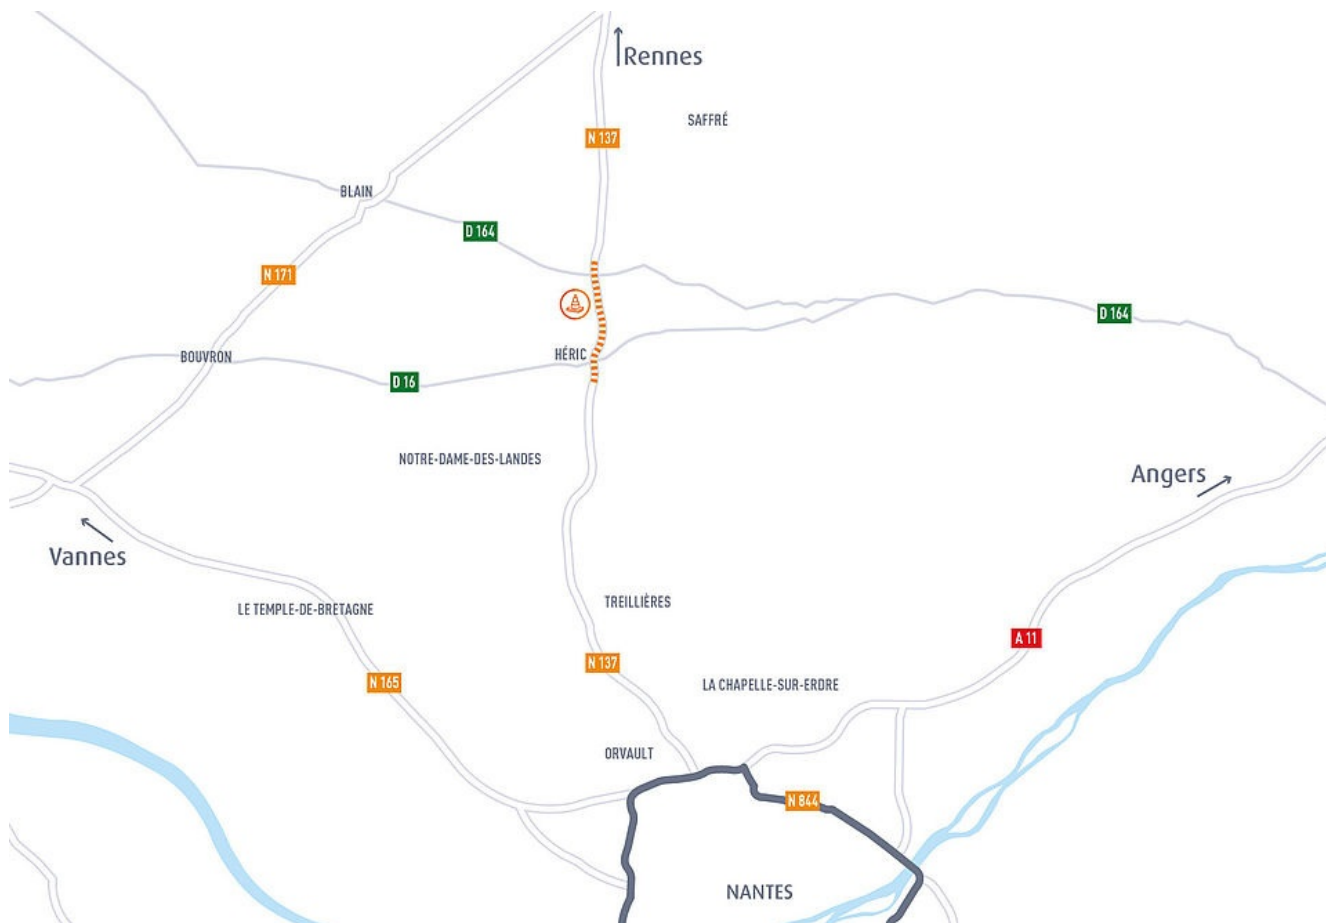 Rennes
SAFFRÉ
N 137
BLAIN
D 164
N 171
D 164
HÉRIC
BOUVRON
D 16
NOTRE-DAME-DES-LANDES
Angers
Vannes
TREILLIÈRES
LE TEMPLE-DE-BRETAGNE
A 11
N 137
N 165
LA CHAPELLE-SUR-ERDRE
ORVAULT
N 844
NANTES